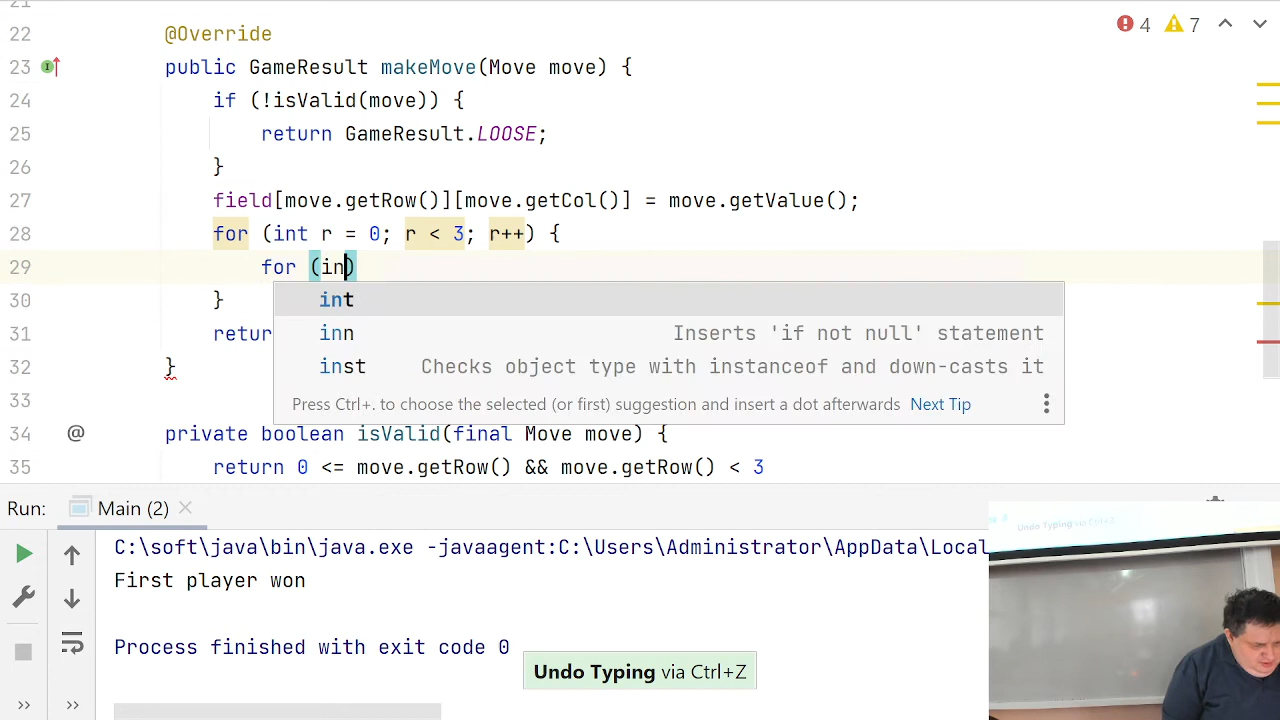 21
22 @Override 4 7
23 public GameResult makeMove(Move move) {
24 if (!isValid(move)) {
25 return GameResult.LOOSE;
26 }
27 field[move.getRow()][move.getCol()] = move.getValue();
28 for (int r = 0; r < 3; r++) {
29 for (in)
30 }
int
31 retur
inn Inserts 'if not null' statement
32 }
inst Checks object type with instanceof and down-casts it
33
Press Ctrl+. to choose the selected (or first) suggestion and insert a dot afterwards Next Tip
34 @ private boolean isValid(final Move move) {
35 return 0 <= move.getRow() && move.getRow() < 3
Run: Main (2)
C:\soft\java\bin\java.exe -javaagent:C:\Users\Administrator\AppData\Local
First player won
Process finished with exit code 0
Undo Typing via Ctrl+Z
Undo Typing via Ctrl+Z